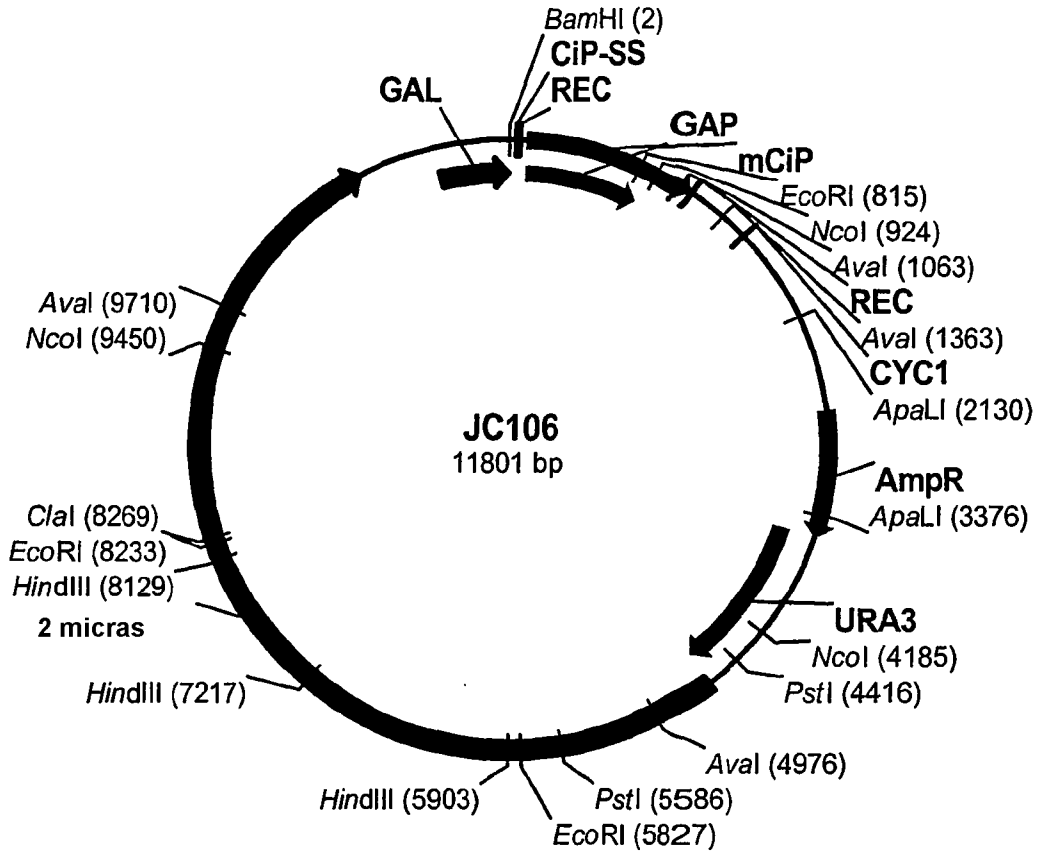 BamHI (2)
CiP-SS
REC
GAL
GAP
mCiP
EcoRI (815)
NcoI (924)
AvaI (1063)
REC
AvaI (1363)
CYC1
ApaLI (2130)
AmpR
ApaLI (3376)
URA3
NcoI (4185)
PstI (4416)
AvaI (4976)
PstI (5586)
EcoRI (5827)
HindIII (5903)
HindIII (7217)
2 micras
HindIII (8129)
EcoRI (8233)
ClaI (8269)
NcoI (9450)
AvaI (9710)
JC106
11801 bp